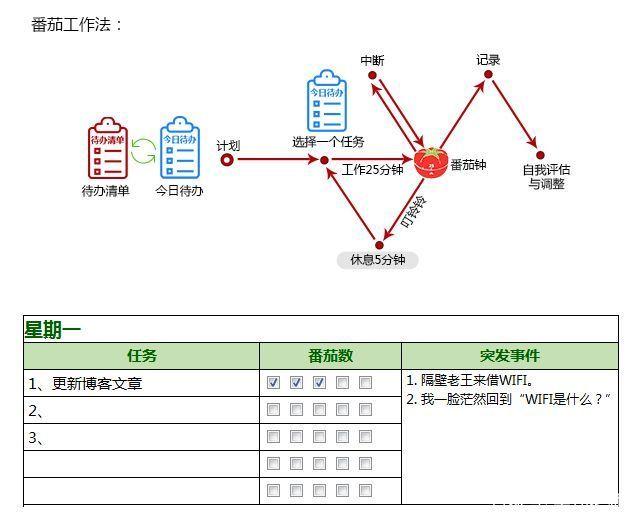 番茄工作法：
中断
记录
今日待办
待办清单
今日待办
选择一个任务
计划
工作25分钟
番茄钟
待办清单
今日待办
自我评估
与调整
叮铃铃
休息5分钟
星期一
任务
番茄数
突发事件
1、更新博客文章
1. 隔壁老王来借WIFI。
2. 我一脸茫然回到“WIFI是什么？”
2、
3、